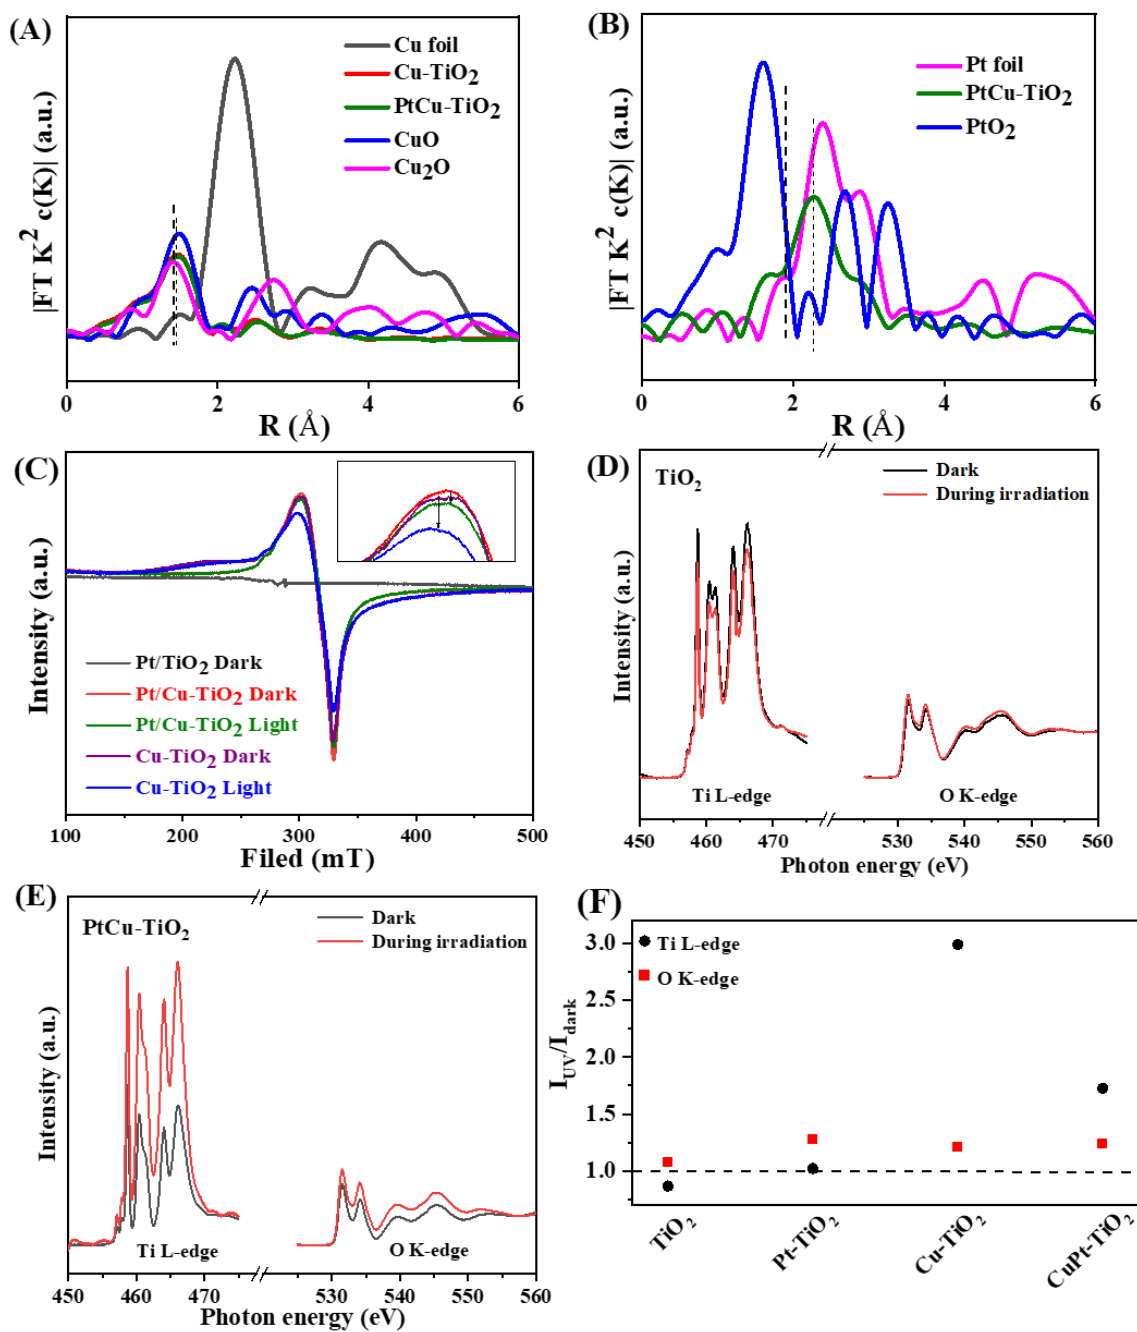 (A)
Cu foil
Cu-TiO2
PtCu-TiO2
CuO
Cu2O
|FT K2 c(K)| (a.u.)
0 2 4 6
R (Å)
(B)
Pt foil
PtCu-TiO2
PtO2
|FT K2 c(K)| (a.u.)
0 2 4 6
R (Å)
(C)
Pt/TiO2 Dark
Pt/Cu-TiO2 Dark
Pt/Cu-TiO2 Light
Cu-TiO2 Dark
Cu-TiO2 Light
Intensity (a.u.)
100 200 300 400 500
Filed (mT)
(D)
TiO2
Dark
During irradiation
Intensity (a.u.)
Ti L-edge
O K-edge
450 460 470 530 540 550 560
Photon energy (eV)
(E)
PtCu-TiO2
Dark
During irradiation
Intensity (a.u.)
Ti L-edge
O K-edge
450 460 470 530 540 550 560
Photon energy (eV)
(F)
Ti L-edge
O K-edge
IUV/Idark
3.0
2.5
2.0
1.5
1.0
TiO2
Pt-TiO2
Cu-TiO2
CuPt-TiO2